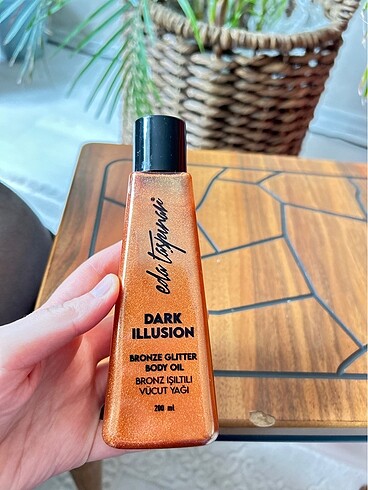 eda taşpınar
DARK
ILLUSION
BRONZE GLITTER
BODY OIL
BRONZ IŞILTILI
VÜCUT YAĞI
200 ml